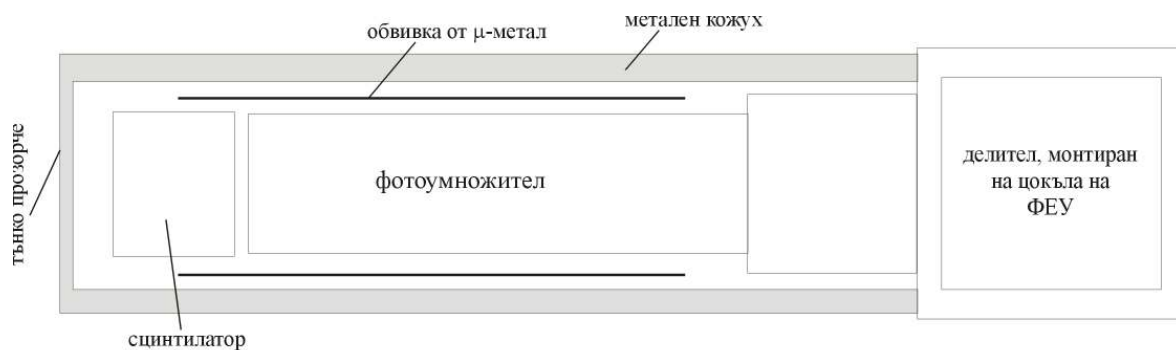 метален кожух
обвивка от μ-метал
тънко прозорче
фотоумножител
делител, монтиран
на цокъла на
ФЕУ
сцинтилатор